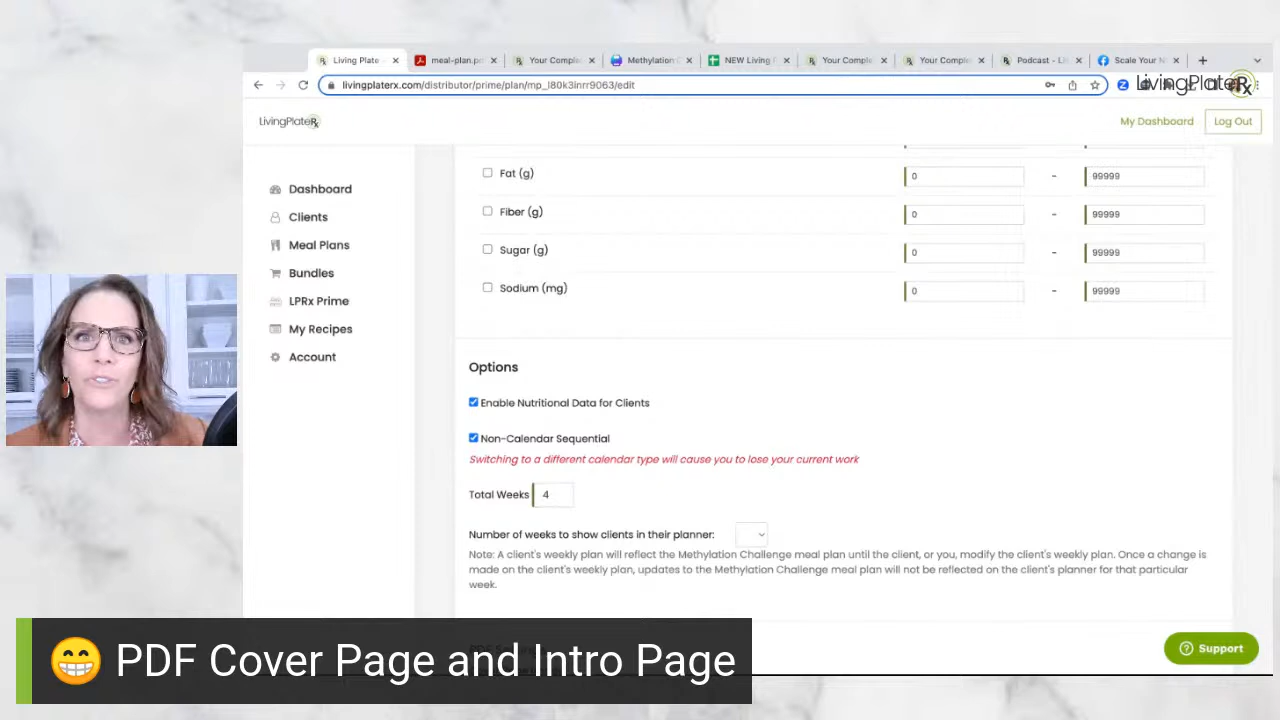 Living Plate
meal-plan.p
Your Comple
Methylation
NEW Living
Your Comple
Your Comple
Podcast - Li
Scale Your N
livingplaterx.com/distributor/prime/plan/mp_l80k3inrr9063/edit
LivingPlateRx
LivingPlateRx
My Dashboard
Log Out
Dashboard
Clients
Meal Plans
Bundles
LPRx Prime
My Recipes
Account
Fat (g) 0 - 99999
Fiber (g) 0 - 99999
Sugar (g) 0 - 99999
Sodium (mg) 0 - 99999
Options
Enable Nutritional Data for Clients
Non-Calendar Sequential
Switching to a different calendar type will cause you to lose your current work
Total Weeks 4
Number of weeks to show clients in their planner:
Note: A client's weekly plan will reflect the Methylation Challenge meal plan until the client, or you, modify the client's weekly plan. Once a change is
made on the client's weekly plan, updates to the Methylation Challenge meal plan will not be reflected on the client's planner for that particular
week.
😁 PDF Cover Page and Intro Page
Support